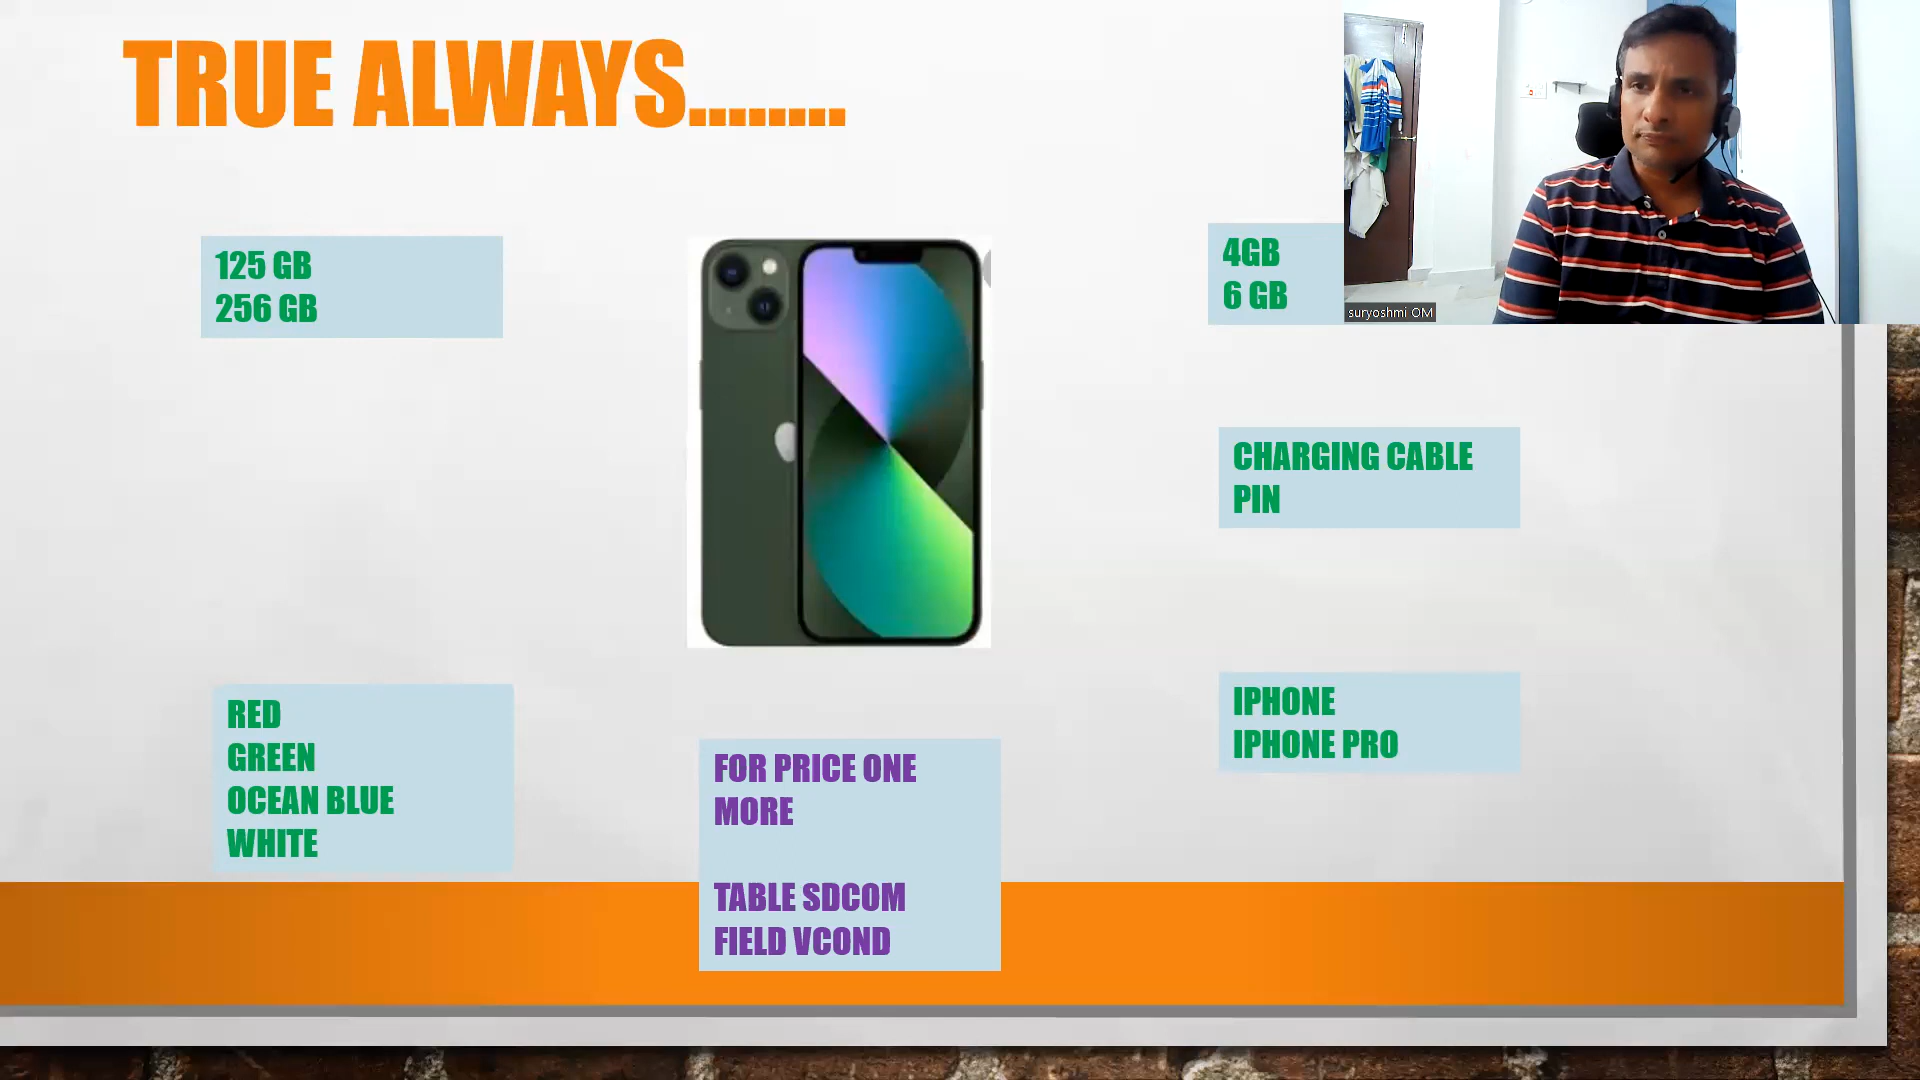 TRUE ALWAYS........
125 GB
256 GB
4GB
6 GB
suryoshmi OM
CHARGING CABLE
PIN
RED
GREEN
OCEAN BLUE
WHITE
FOR PRICE ONE
MORE
TABLE SDCOM
FIELD VCOND
IPHONE
IPHONE PRO